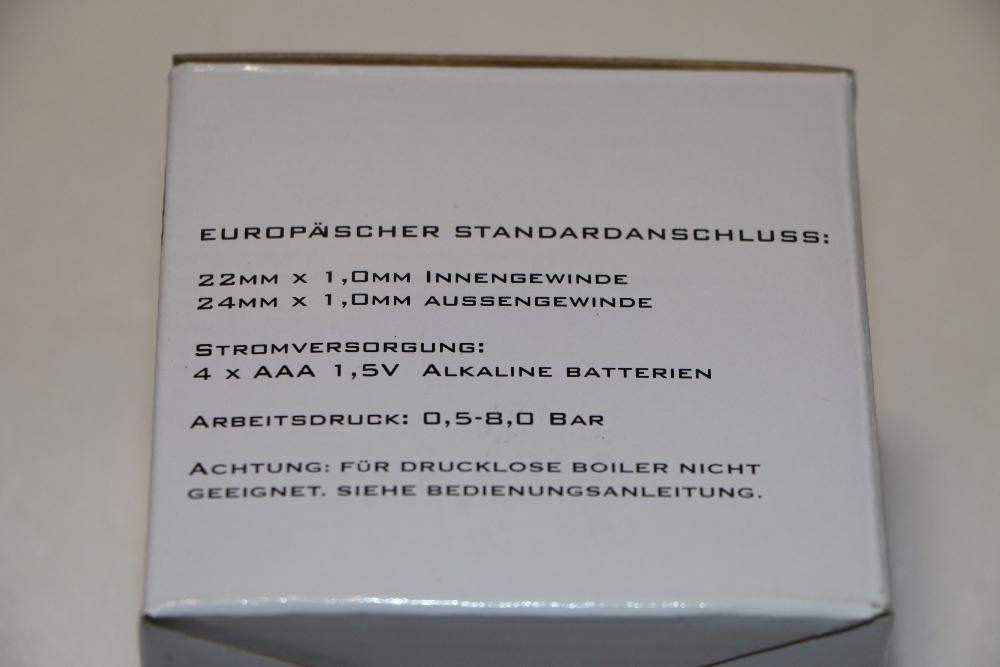 EUROPÄISCHER STANDARDANSCHLUSS:
22MM X 1,0MM INNENGEWINDE
24MM X 1,0MM AUSSENGEWINDE
STROMVERSORGUNG:
4 X AAA 1,5V ALKALINE BATTERIEN
ARBEITSDRUCK: 0,5-8,0 BAR
ACHTUNG: FÜR DRUCKLOSE BOILER NICHT
GEEIGNET. SIEHE BEDIENUNGSANLEITUNG.